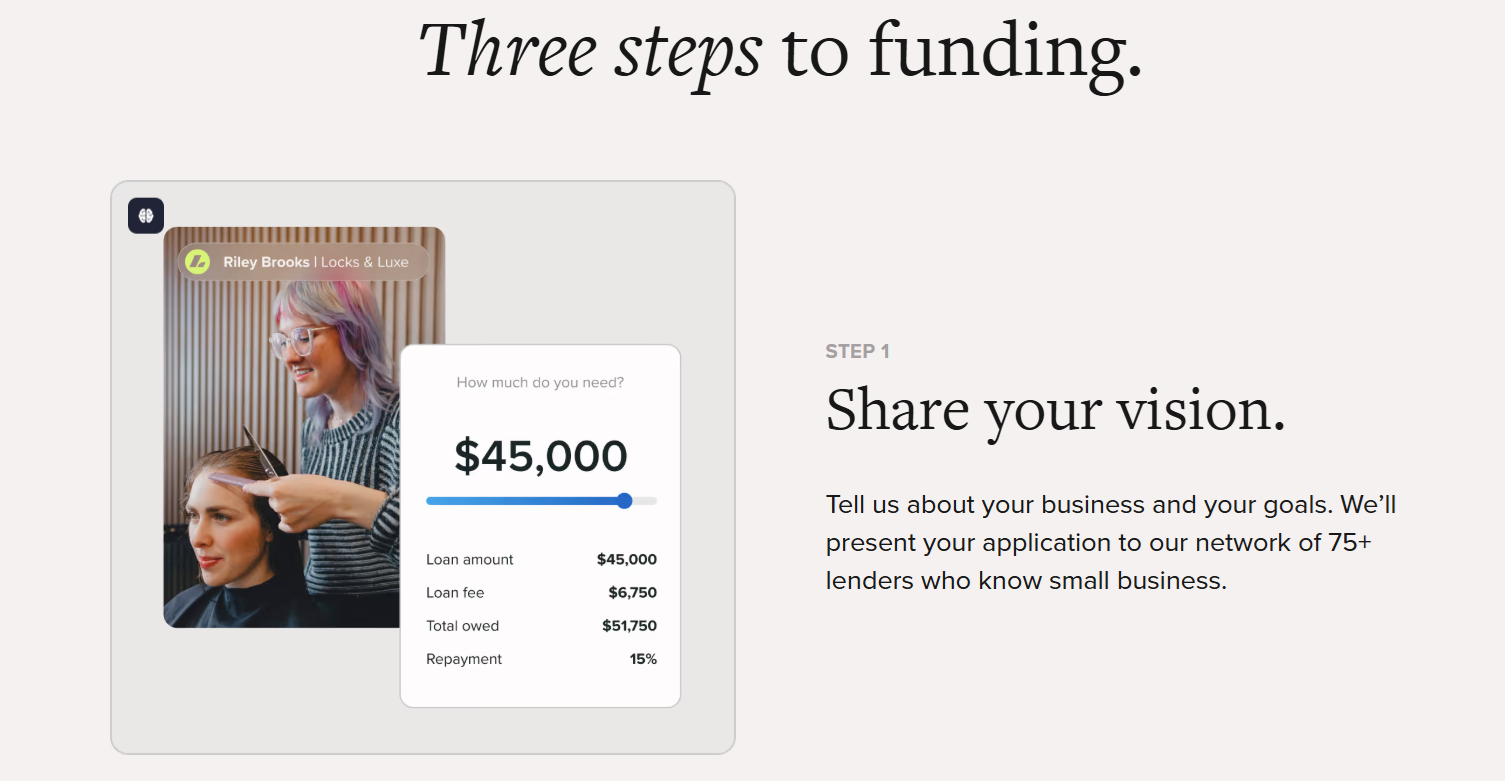 Three steps to funding.
Riley Brooks | Locks & Luxe
How much do you need?
$45,000
Loan amount $45,000
Loan fee $6,750
Total owed $51,750
Repayment 15%
STEP 1
Share your vision.
Tell us about your business and your goals. We’ll
present your application to our network of 75+
lenders who know small business.